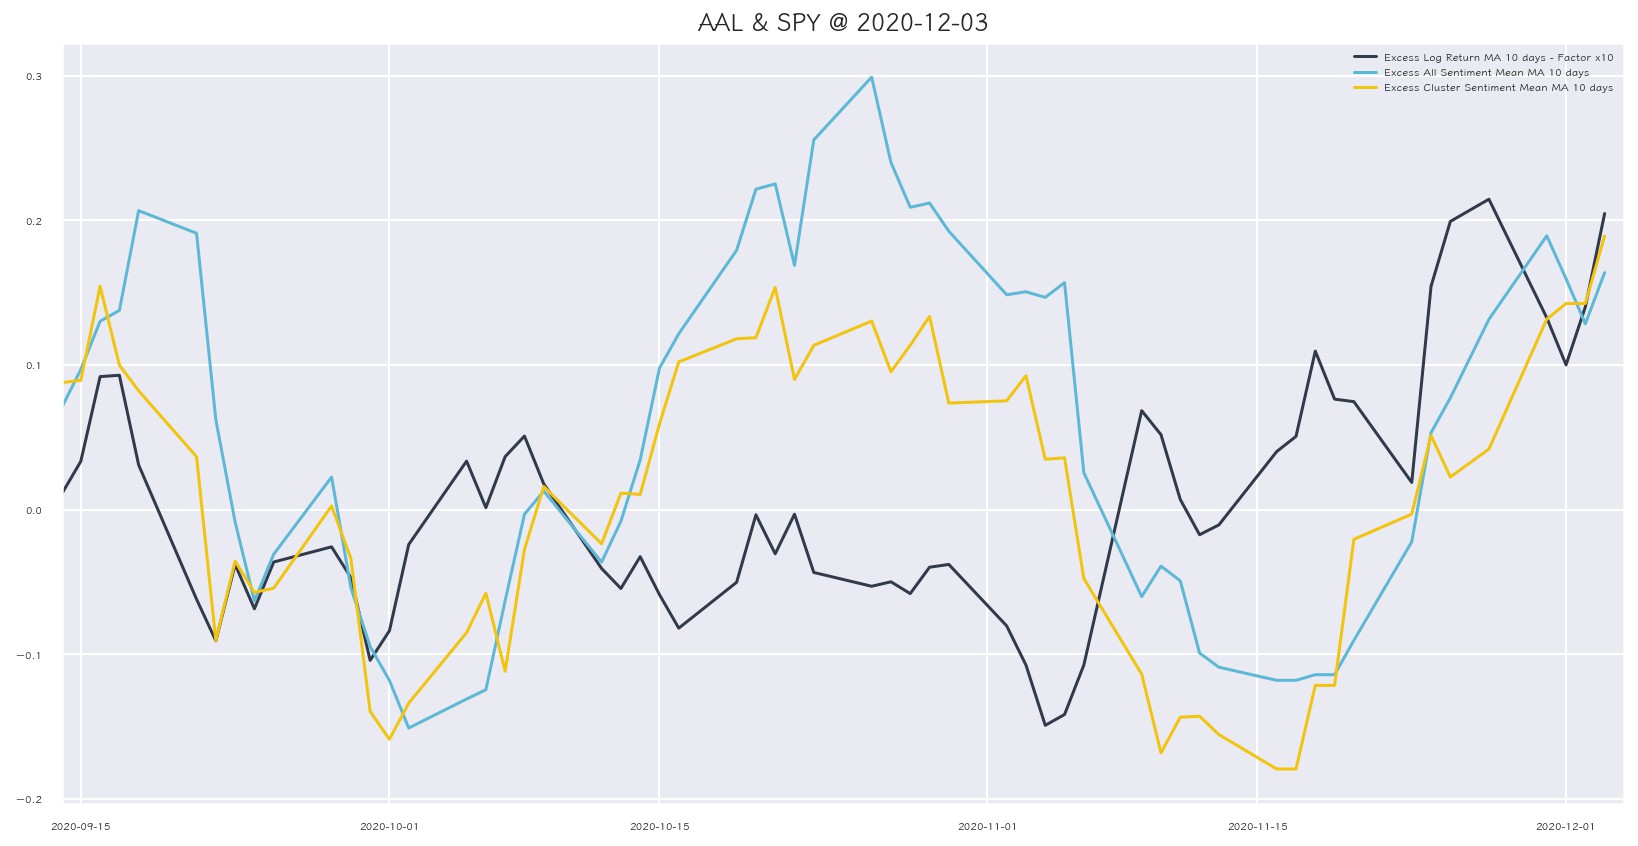 AAL & SPY @ 2020-12-03
Excess Log Return MA 10 days - Factor x10
Excess All Sentiment Mean MA 10 days
Excess Cluster Sentiment Mean MA 10 days
0.3
0.2
0.1
0.0
−0.1
−0.2
2020-09-15 2020-10-01 2020-10-15 2020-11-01 2020-11-15 2020-12-01